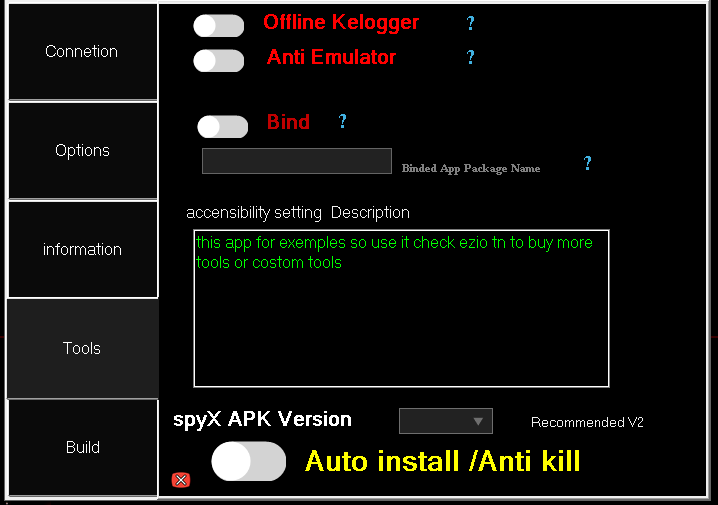 Connetion
Options
information
Tools
Build
Offline Kelogger ?
Anti Emulator ?
Bind ?
Binded App Package Name ?
accensibility setting Description
this app for exemples so use it check ezio tn to buy more
tools or costom tools
spyX APK Version Recommended V2
Auto install /Anti kill